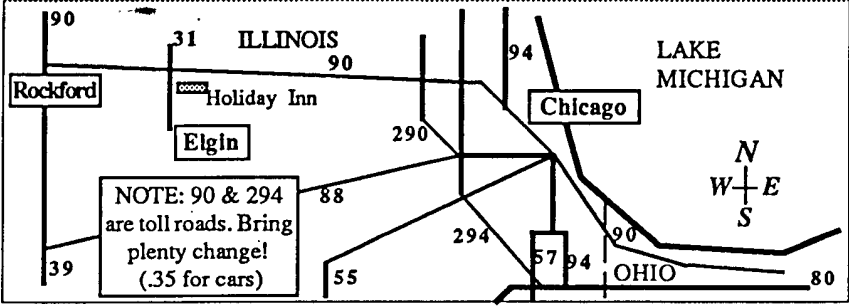 90
31
ILLINOIS
90
94
LAKE
MICHIGAN
Rockford
Holiday Inn
Chicago
Elgin
290
N
W E
S
NOTE: 90 & 294
are toll roads. Bring
plenty change!
(.35 for cars)
88
294
90
57
94
39
55
OHIO
80